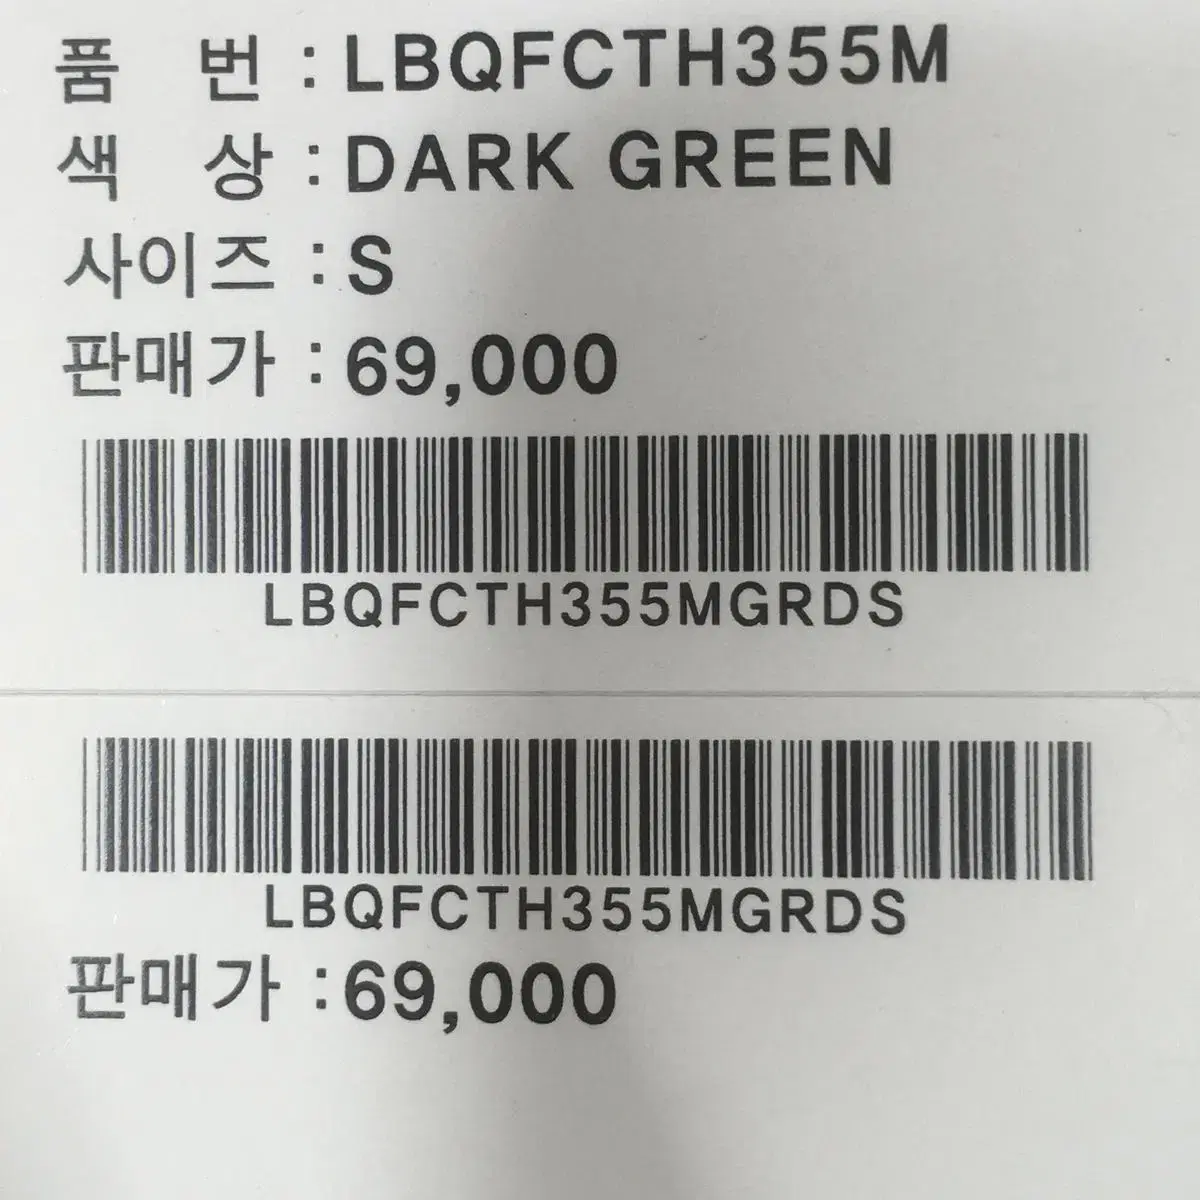 품 번 : LBQFCTH355M
색 상 : DARK GREEN
사이즈 : S
판매가 : 69,000
LBQFCTH355MGRDS
LBQFCTH355MGRDS
판매가 : 69,000